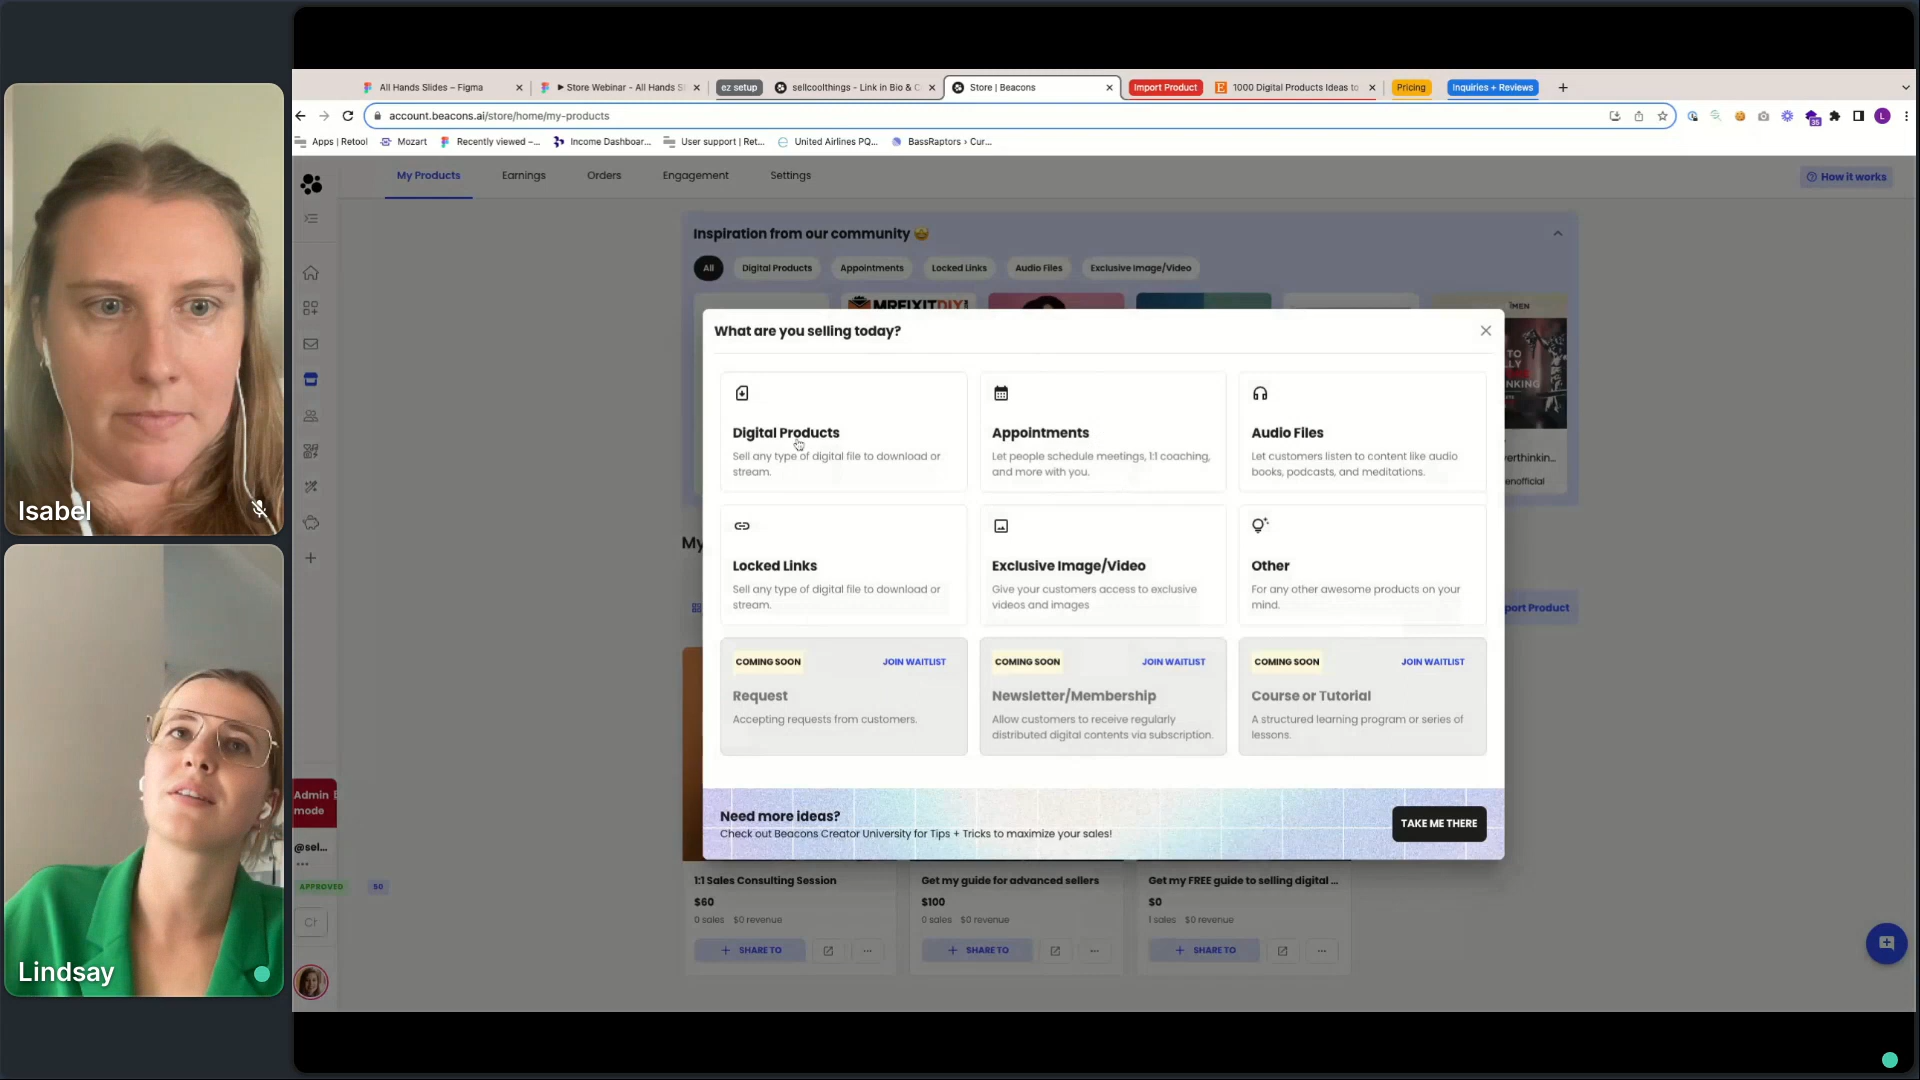 All Hands Slides – Figma
Store Webinar - All Hands S
ez setup
sellcoolthings - Link in Bio & C
Store | Beacons
Import Product
1000 Digital Products Ideas to
Pricing
Inquiries + Reviews
account.beacons.ai/store/home/my-products
Apps | Retool
Mozart
Recently viewed –...
Income Dashboar...
User support | Ret...
United Airlines PQ...
BassRaptors > Cur...
My Products
Earnings
Orders
Engagement
Settings
How it works
Inspiration from our community
All
Digital Products
Appointments
Locked Links
Audio Files
Exclusive Image/Video
MRFIXITDIY
What are you selling today?
Digital Products
Sell any type of digital file to download or
stream.
Appointments
Let people schedule meetings, 1:1 coaching,
and more with you.
Audio Files
Let customers listen to content like audio
books, podcasts, and meditations.
Locked Links
Sell any type of digital file to download or
stream.
Exclusive Image/Video
Give your customers access to exclusive
videos and images
Other
For any other awesome products on your
mind.
COMING SOON
JOIN WAITLIST
Request
Accepting requests from customers.
COMING SOON
JOIN WAITLIST
Newsletter/Membership
Allow customers to receive regularly
distributed digital contents via subscription.
COMING SOON
JOIN WAITLIST
Course or Tutorial
A structured learning program or series of
lessons.
Need more ideas?
Check out Beacons Creator University for Tips + Tricks to maximize your sales!
TAKE ME THERE
My
port Product
erthinkin...
enofficial
Admin
mode
@sel...
APPROVED
50
1:1 Sales Consulting Session
$60
0 sales $0 revenue
SHARE TO
Get my guide for advanced sellers
$100
0 sales $0 revenue
SHARE TO
Get my FREE guide to selling digital ...
$0
1 sales $0 revenue
SHARE TO
Isabel
Lindsay